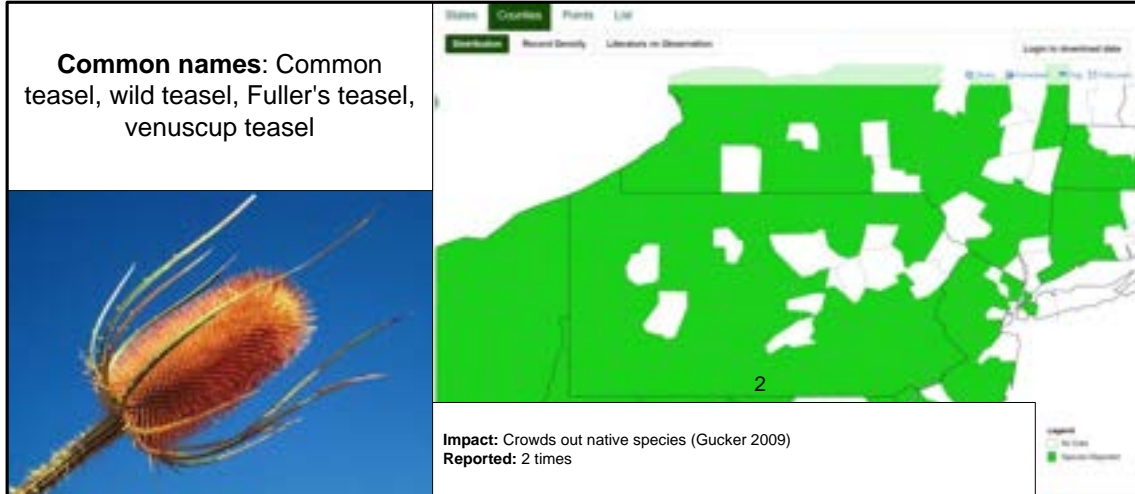 Common names: Common
teasel, wild teasel, Fuller's teasel,
venuscup teasel
States Counties Points List
Distribution Record Density Literature vs Observation
Login to download data
2
Impact: Crowds out native species (Gucker 2009)
Reported: 2 times
Legend
No Data
Species Reported